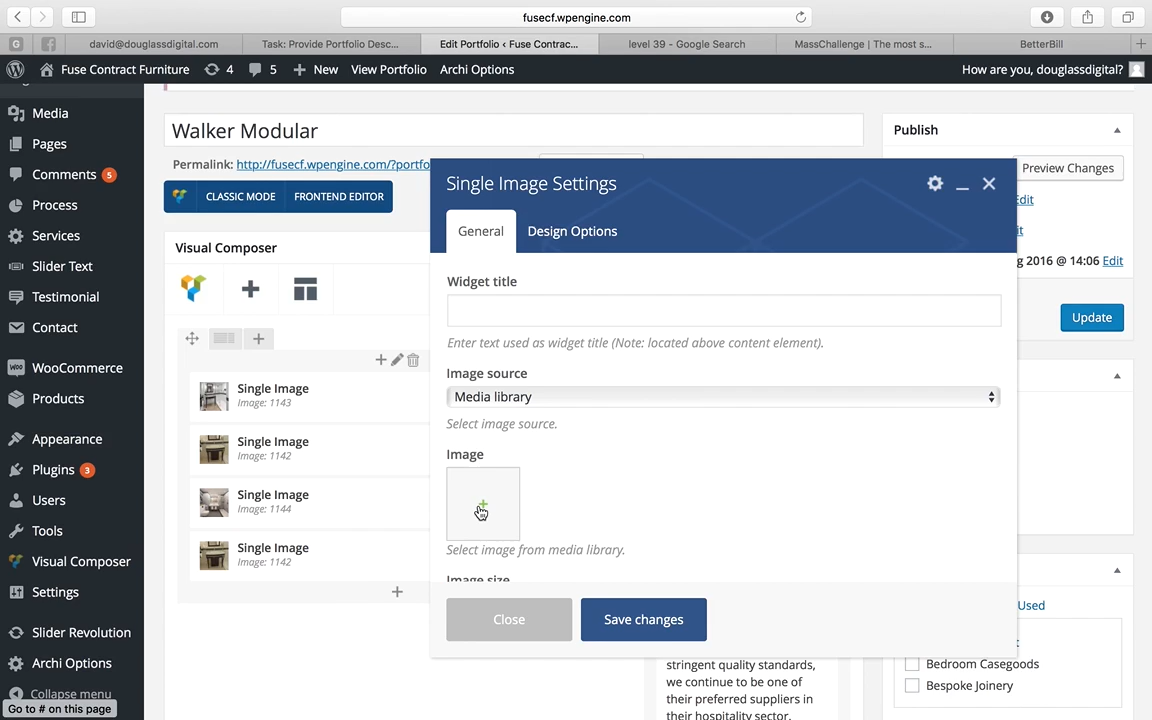 fusecf.wpengine.com
G
david@douglassdigital.com
Task: Provide Portfolio Desc...
Edit Portfolio ‹ Fuse Contrac...
level 39 - Google Search
MassChallenge | The most s...
BetterBill
Fuse Contract Furniture
4
5
New
View Portfolio
Archi Options
How are you, douglassdigital?
Media
Pages
Comments 5
Process
Services
Slider Text
Testimonial
Contact
WooCommerce
Products
Appearance
Plugins 3
Users
Tools
Visual Composer
Settings
Slider Revolution
Archi Options
Collapse menu
Go to # on this page
Walker Modular
Permalink: http://fusecf.wpengine.com/?portfo
CLASSIC MODE
FRONTEND EDITOR
Visual Composer
Single Image
Image: 1143
Single Image
Image: 1142
Single Image
Image: 1144
Single Image
Image: 1142
Single Image Settings
General
Design Options
Widget title
Enter text used as widget title (Note: located above content element).
Image source
Media library
Select image source.
Image
Select image from media library.
Image size
Close
Save changes
stringent quality standards,
we continue to be one of
their preferred suppliers in
their hospitality sector.
Publish
Preview Changes
Edit
it
g 2016 @ 14:06 Edit
Update
Used
Bedroom Casegoods
Bespoke Joinery